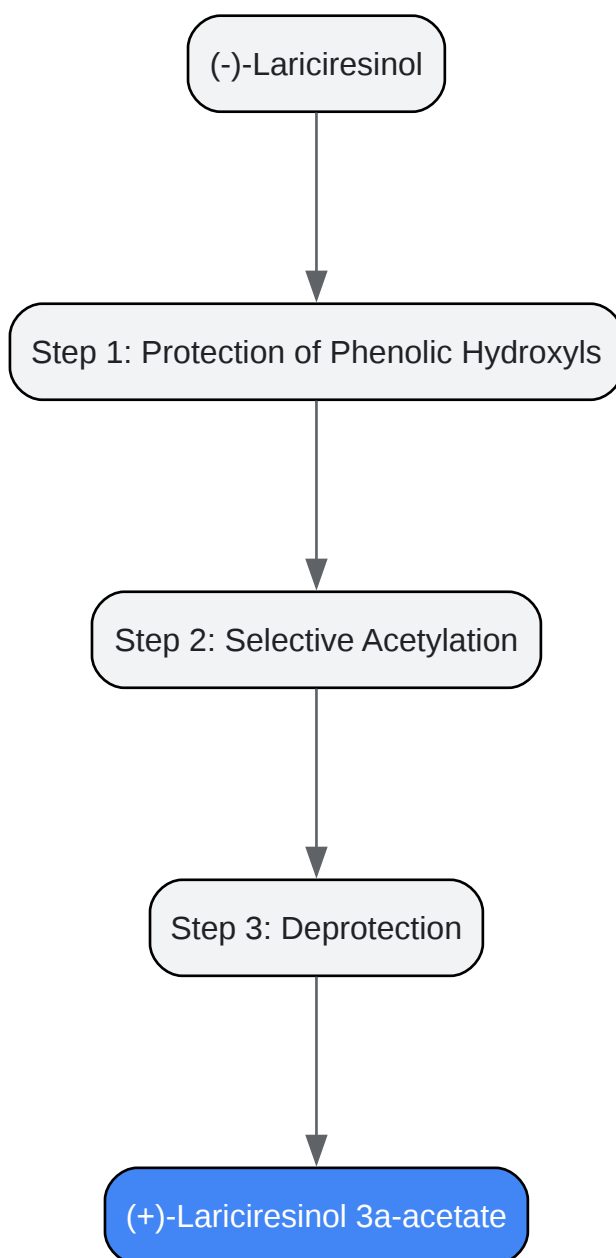 (-)-Lariciresinol
Step 1: Protection of Phenolic Hydroxyls
Step 2: Selective Acetylation
Step 3: Deprotection
(+)-Lariciresinol 3a-acetate